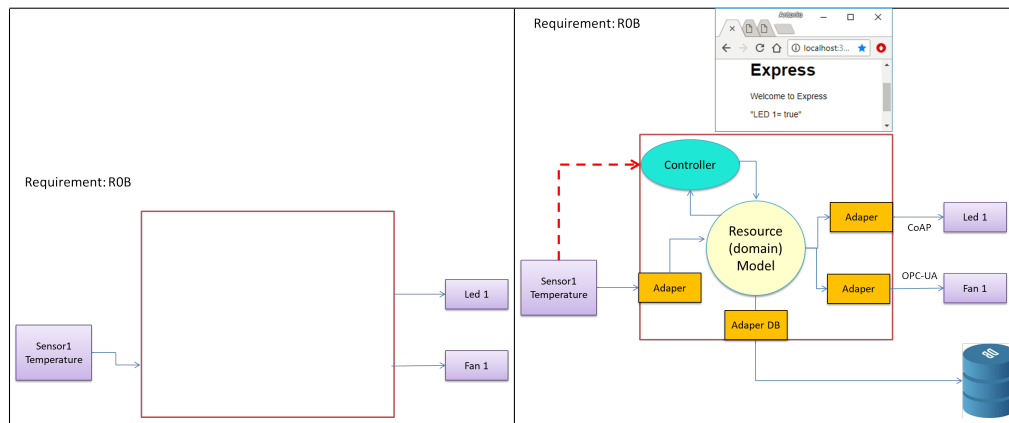 Requirement: R0B
Led 1
Sensor1
Temperature
Fan 1
Requirement: R0B
Antonio
localhost:3...
Express
Welcome to Express
"LED 1= true"
Controller
Resource
(domain)
Model
Adaper
CoAP
Led 1
Sensor1
Temperature
Adaper
OPC-UA
Adaper
Fan 1
Adaper DB